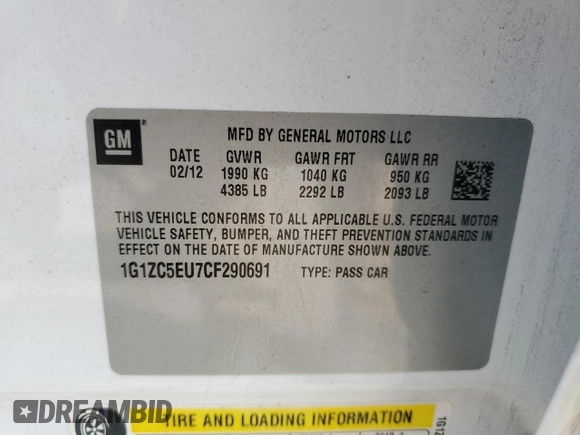 GM
MFD BY GENERAL MOTORS LLC
DATE GVWR GAWR FRT GAWR RR
02/12 1990 KG 1040 KG 950 KG
4385 LB 2292 LB 2093 LB
THIS VEHICLE CONFORMS TO ALL APPLICABLE U.S. FEDERAL MOTOR
VEHICLE SAFETY, BUMPER, AND THEFT PREVENTION STANDARDS IN
EFFECT ON THE DATE OF MANUFACTURE SHOWN ABOVE.
1G1ZC5EU7CF290691 TYPE: PASS CAR
TIRE AND LOADING INFORMATION
DREAMBID